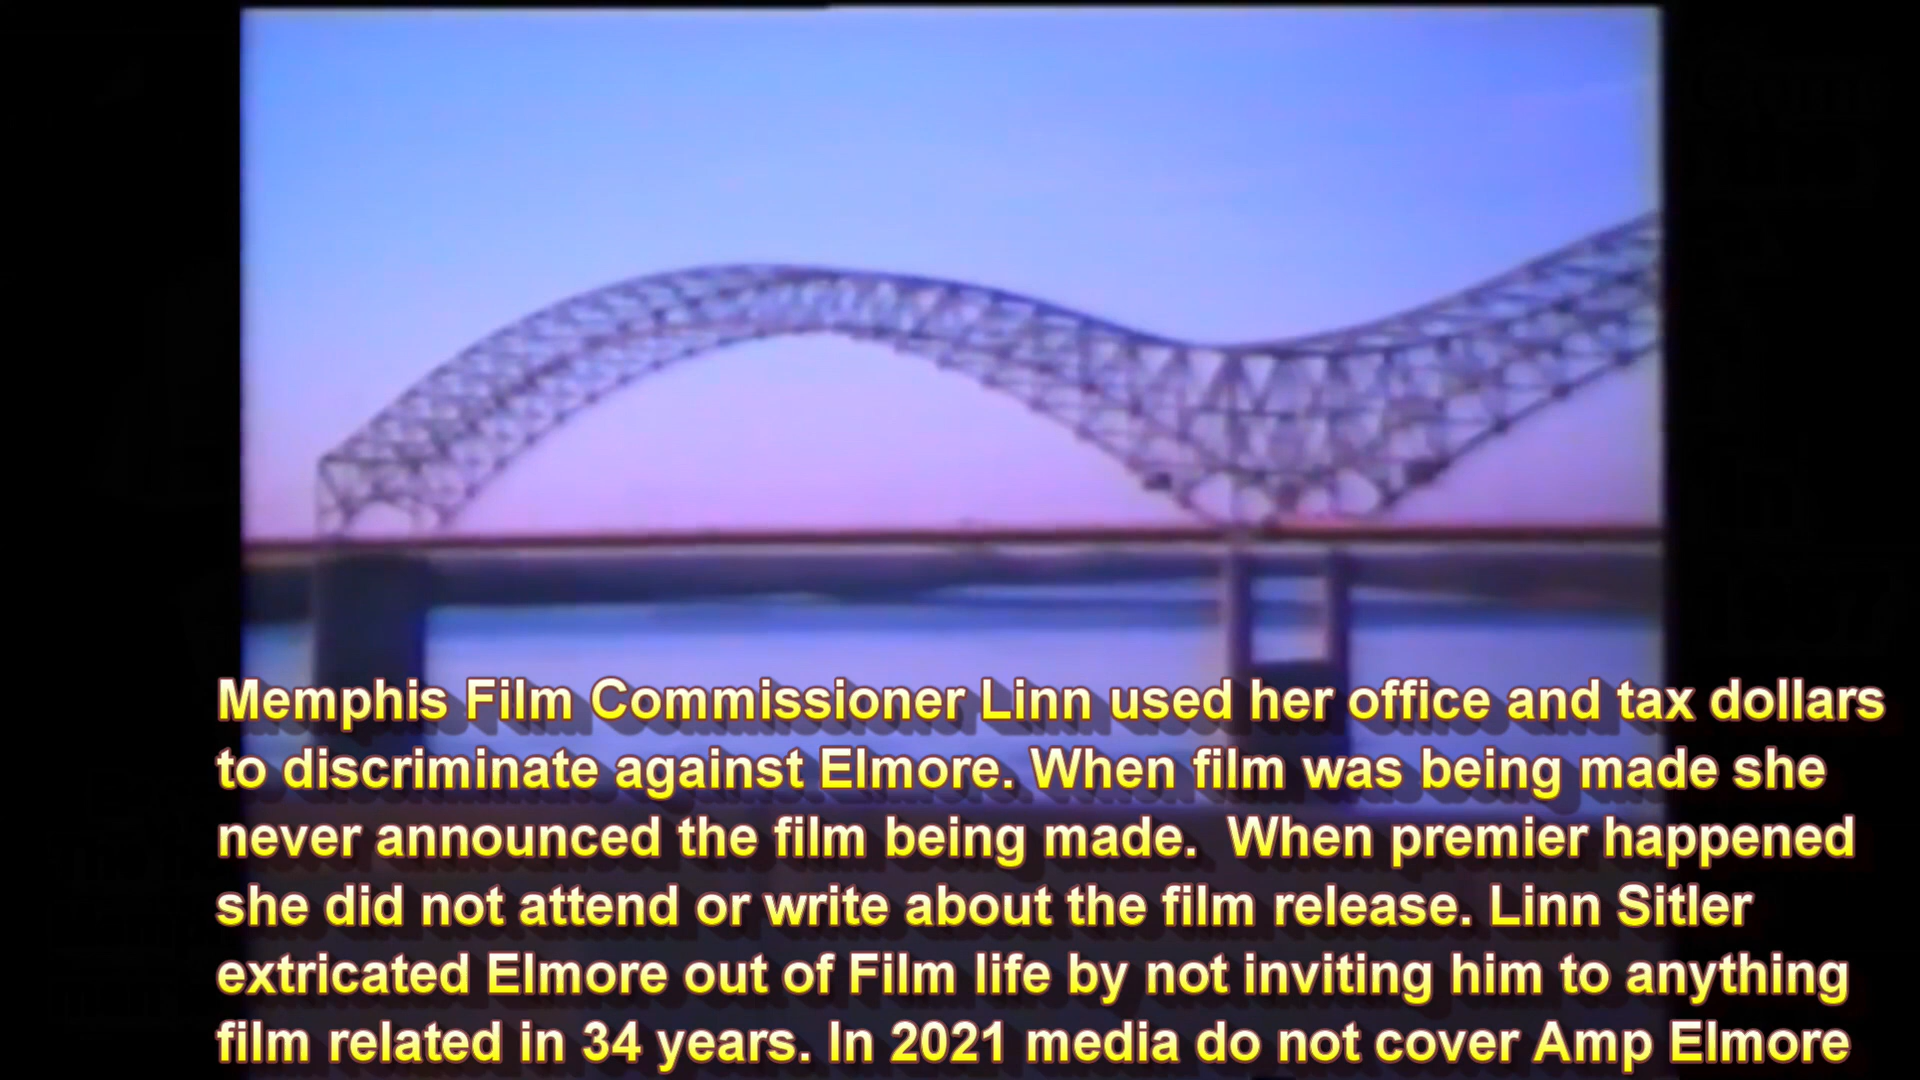 Memphis Film Commissioner Linn used her office and tax dollars
to discriminate against Elmore. When film was being made she
never announced the film being made.  When premier happened
she did not attend or write about the film release. Linn Sitler
extricated Elmore out of Film life by not inviting him to anything
film related in 34 years. In 2021 media do not cover Amp Elmore